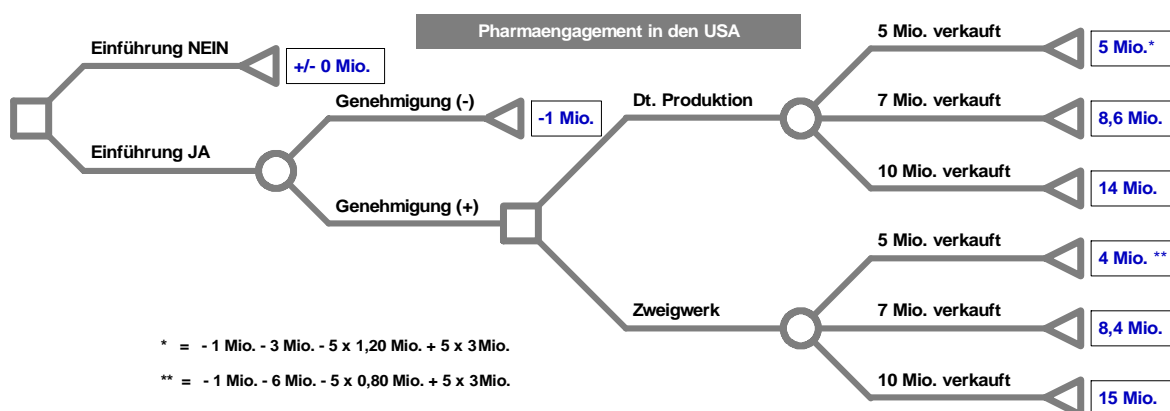 Pharmaengagement in den USA
Einführung NEIN
+/- 0 Mio.
Einführung JA
Genehmigung (-)
-1 Mio.
Genehmigung (+)
Dt. Produktion
5 Mio. verkauft
5 Mio.*
7 Mio. verkauft
8,6 Mio.
10 Mio. verkauft
14 Mio.
Zweigwerk
5 Mio. verkauft
4 Mio. **
7 Mio. verkauft
8,4 Mio.
10 Mio. verkauft
15 Mio.
* = - 1 Mio. - 3 Mio. - 5 x 1,20 Mio. + 5 x 3Mio.
** = - 1 Mio. - 6 Mio. - 5 x 0,80 Mio. + 5 x 3Mio.